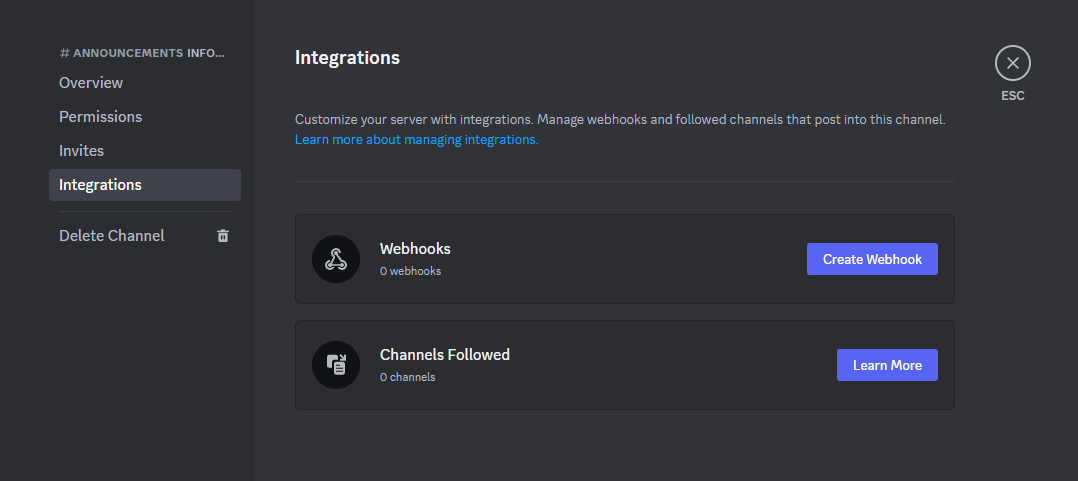 # ANNOUNCEMENTS INFO...
Overview
Permissions
Invites
Integrations
Delete Channel
Integrations
ESC
Customize your server with integrations. Manage webhooks and followed channels that post into this channel.
Learn more about managing integrations.
Webhooks
0 webhooks
Create Webhook
Channels Followed
0 channels
Learn More